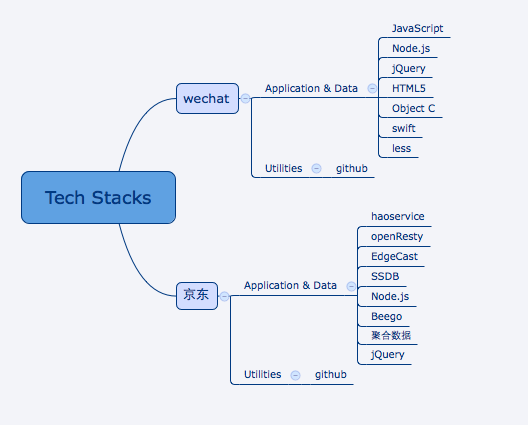 Tech Stacks
wechat
Application & Data
JavaScript
Node.js
jQuery
HTML5
Object C
swift
less
Utilities
github
京东
Application & Data
haoservice
openResty
EdgeCast
SSDB
Node.js
Beego
聚合数据
jQuery
Utilities
github